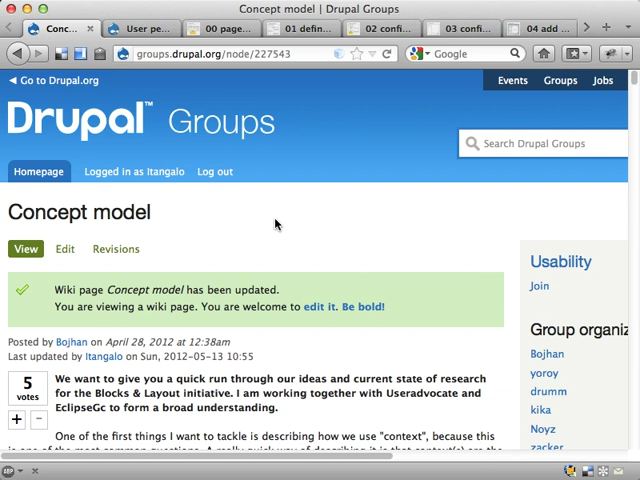 Concept model | Drupal Groups
Conc... × User pe... 00 page... 01 defin... 02 confi... 03 confi... 04 add ...
groups.drupal.org/node/227543 Google
◄ Go to Drupal.org Events Groups Jobs
Drupal™ Groups
Search Drupal Groups
Homepage Logged in as Itangalo Log out
Concept model
View Edit Revisions
Wiki page Concept model has been updated.
You are viewing a wiki page. You are welcome to edit it. Be bold!
Usability
Join
Posted by Bojhan on April 28, 2012 at 12:38am
Last updated by Itangalo on Sun, 2012-05-13 10:55
5
votes
+ −
We want to give you a quick run through our ideas and current state of research
for the Blocks & Layout initiative. I am working together with Useradvocate and
EclipseGc to form a broad understanding.
One of the first things I want to tackle is describing how we use "context", because this
Group organiz
Bojhan
yoroy
drumm
kika
Noyz
zacker
ABP